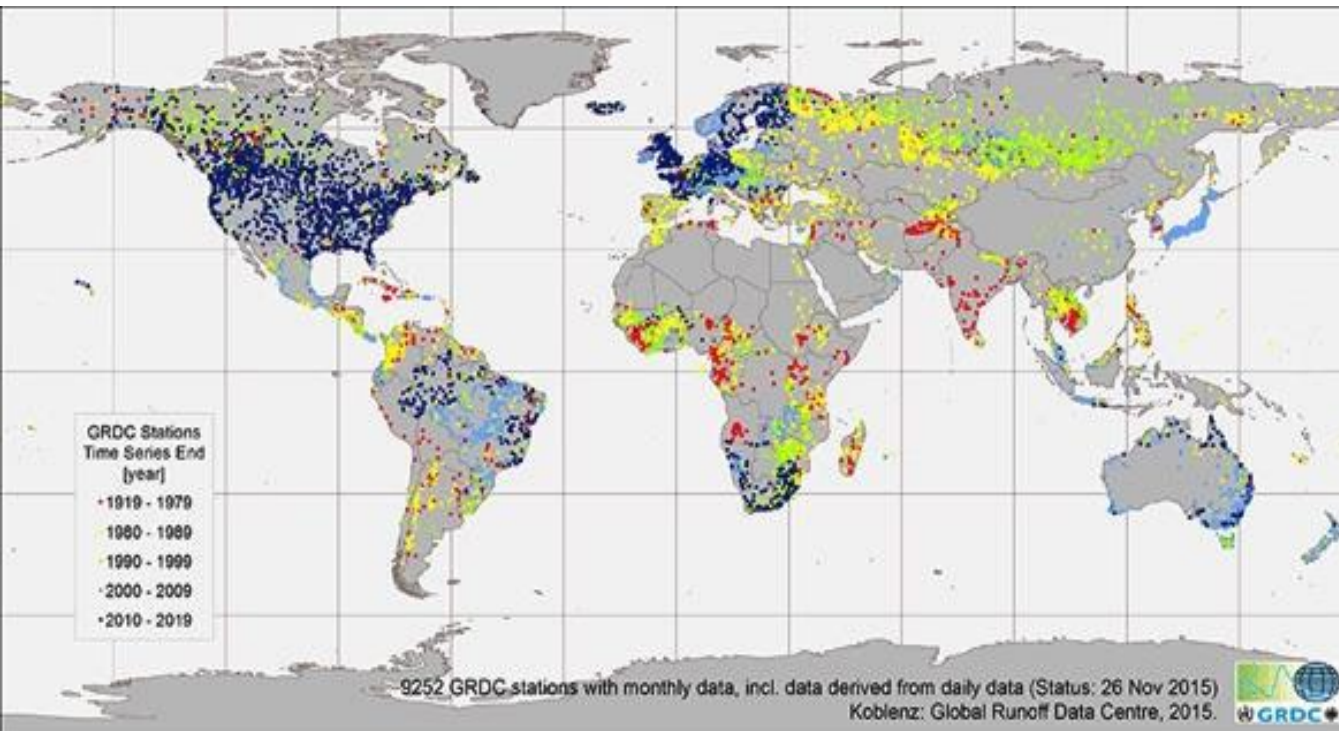 GRDC Stations
Time Series End
[year]
1919 - 1979
1980 - 1989
1990 - 1999
2000 - 2009
2010 - 2019
9252 GRDC stations with monthly data, incl. data derived from daily data (Status: 26 Nov 2015)
Koblenz: Global Runoff Data Centre, 2015.
GRDC